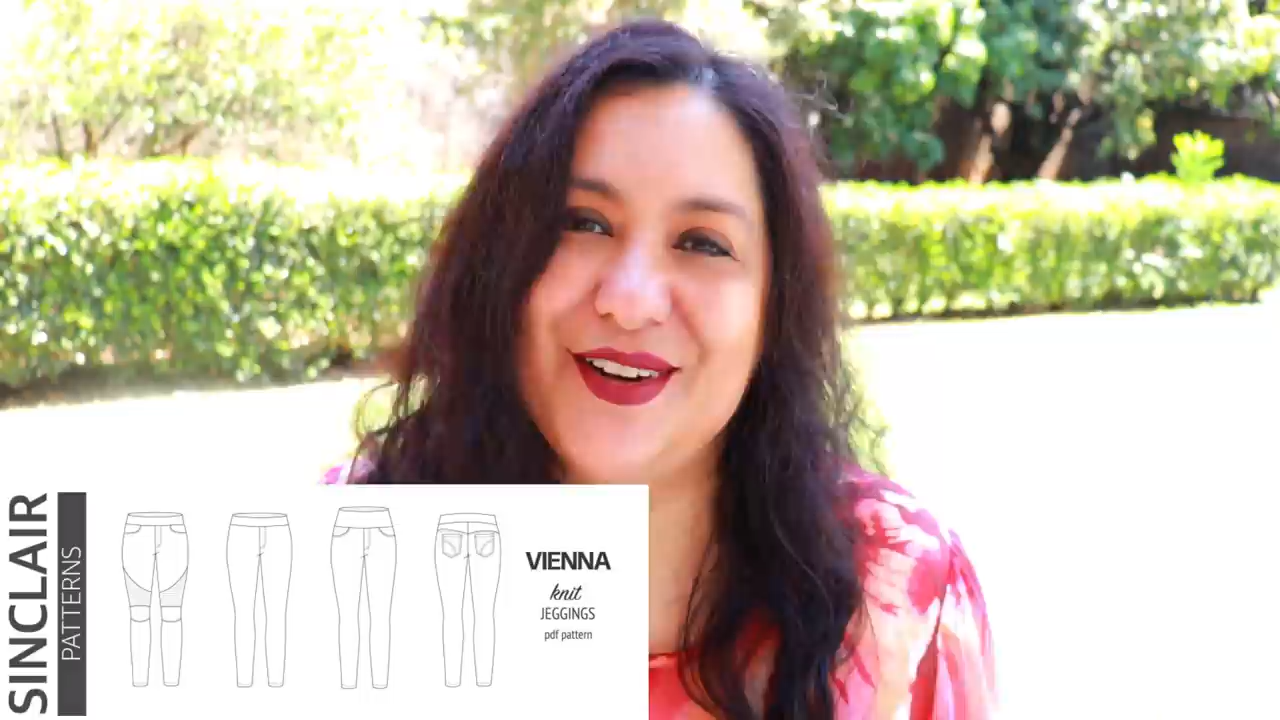 SINCLAIR
PATTERNS
VIENNA
knit
JEGGINGS
pdf pattern